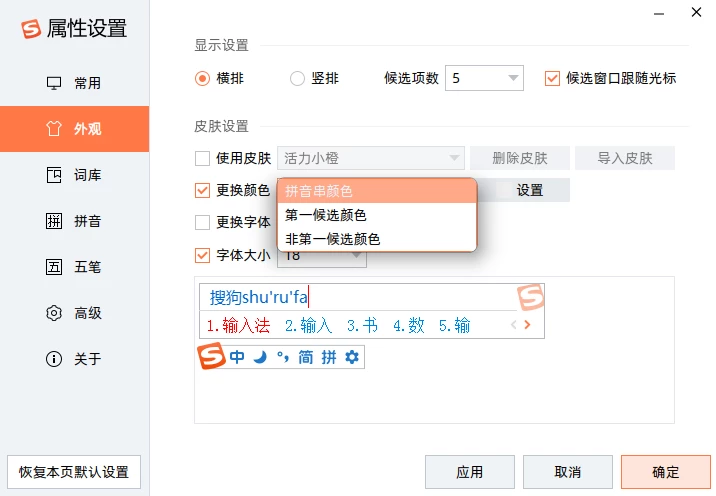 属性设置
常用
外观
词库
拼音
五笔
高级
关于
恢复本页默认设置
显示设置
横排 竖排 候选项数 5 候选窗口跟随光标
皮肤设置
使用皮肤 活力小橙 删除皮肤 导入皮肤
更换颜色 拼音串颜色 设置
第一候选颜色
更换字体
非第一候选颜色
字体大小 18
搜狗shu'ru'fa
1.输入法 2.输入 3.书 4.数 5.输
中 °, 简 拼
应用 取消 确定